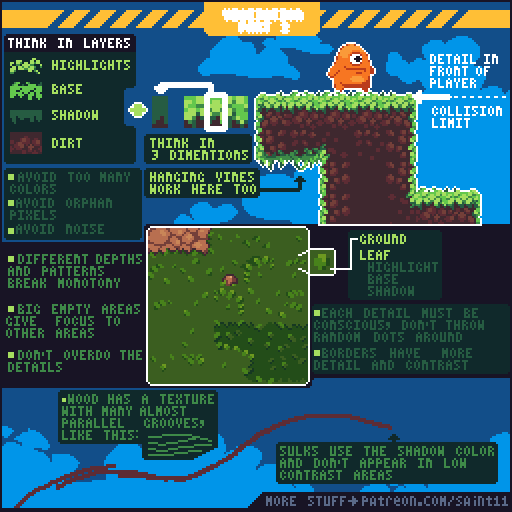 THINK IN LAYERS
HIGHLIGHTS
BASE
SHADOW
DIRT
THINK IN
3 DIMENTIONS
HANGING VINES
WORK HERE TOO
DETAIL IN
FRONT OF
PLAYER
COLLISION
LIMIT
AVOID TOO MANY
COLORS
AVOID ORPHAN
PIXELS
AVOID NOISE
DIFFERENT DEPTHS
AND PATTERNS
BREAK MONOTONY
BIG EMPTY AREAS
GIVE FOCUS TO
OTHER AREAS
DON'T OVERDO THE
DETAILS
GROUND
LEAF
HIGHLIGHT
BASE
SHADOW
EACH DETAIL MUST BE
CONSCIOUS, DON'T THROW
RANDOM DOTS AROUND
BORDERS HAVE MORE
DETAIL AND CONTRAST
WOOD HAS A TEXTURE
WITH MANY ALMOST
PARALLEL GROOVES,
LIKE THIS:
SULKS USE THE SHADOW COLOR
AND DON'T APPEAR IN LOW
CONTRAST AREAS
MORE STUFF→PATREON.COM/SAINT11